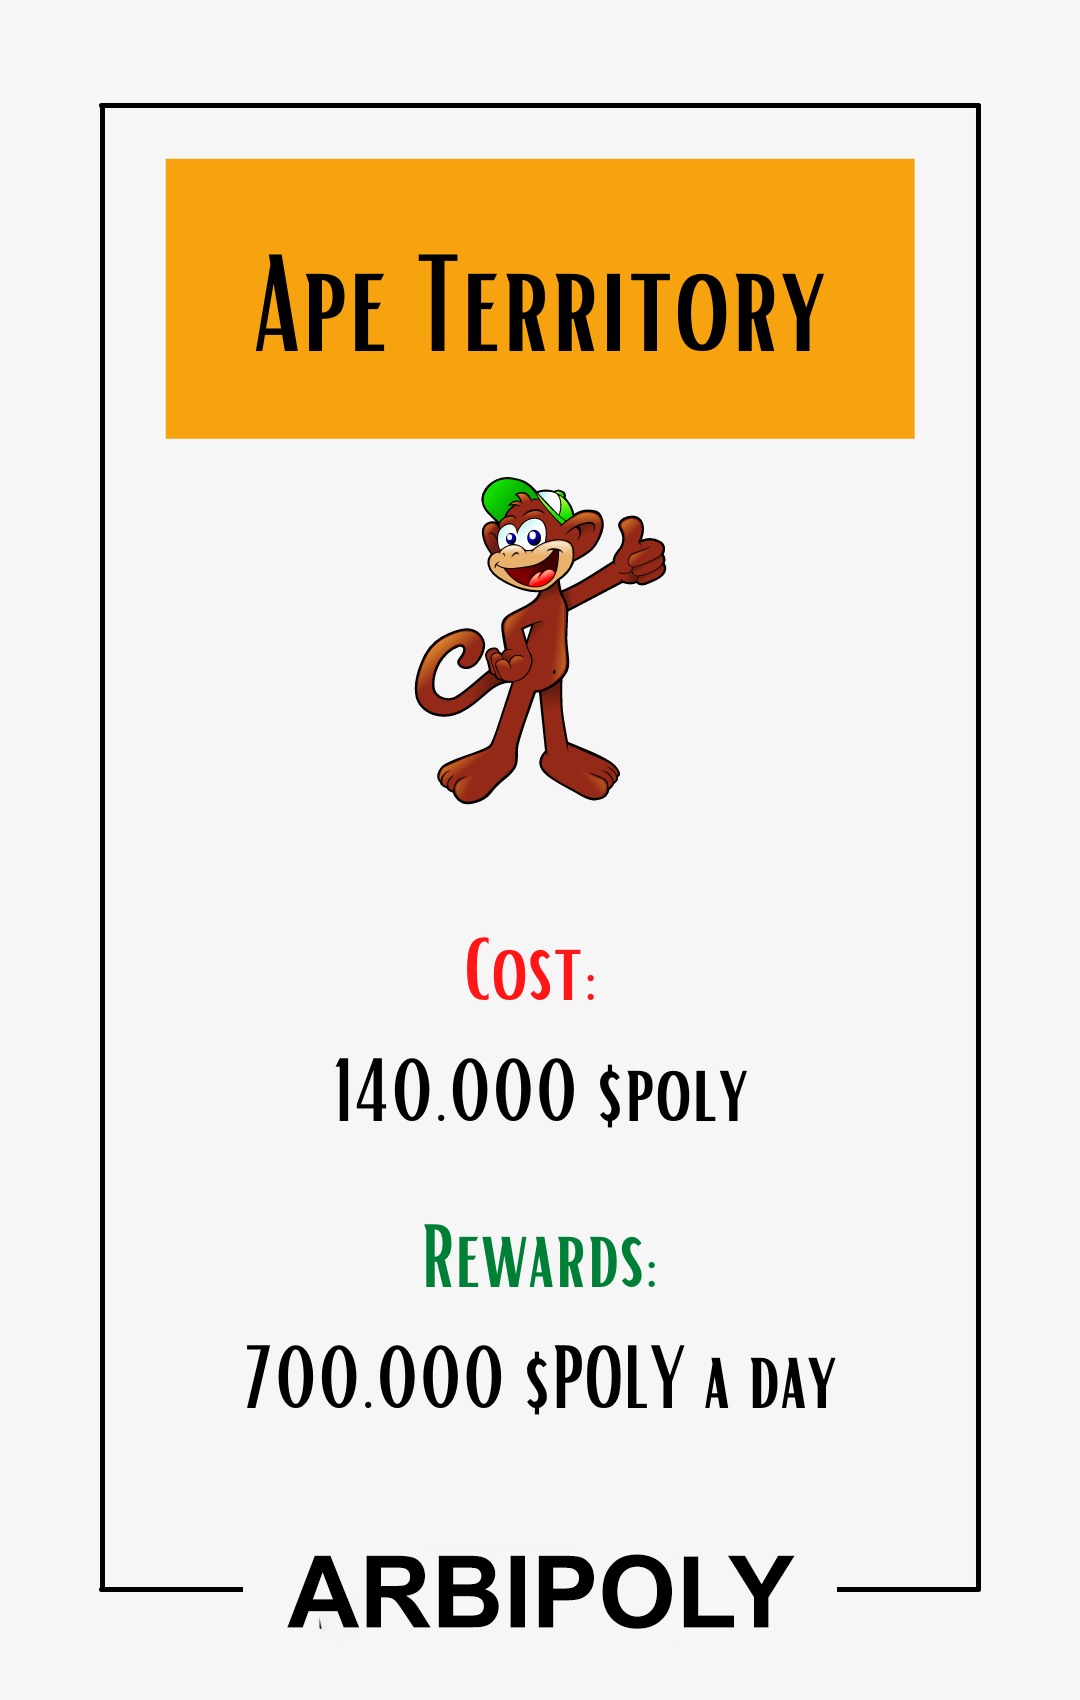 Ape Territory
Cost:
140.000 $poly
Rewards:
700.000 $POLY a day
ARBIPOLY